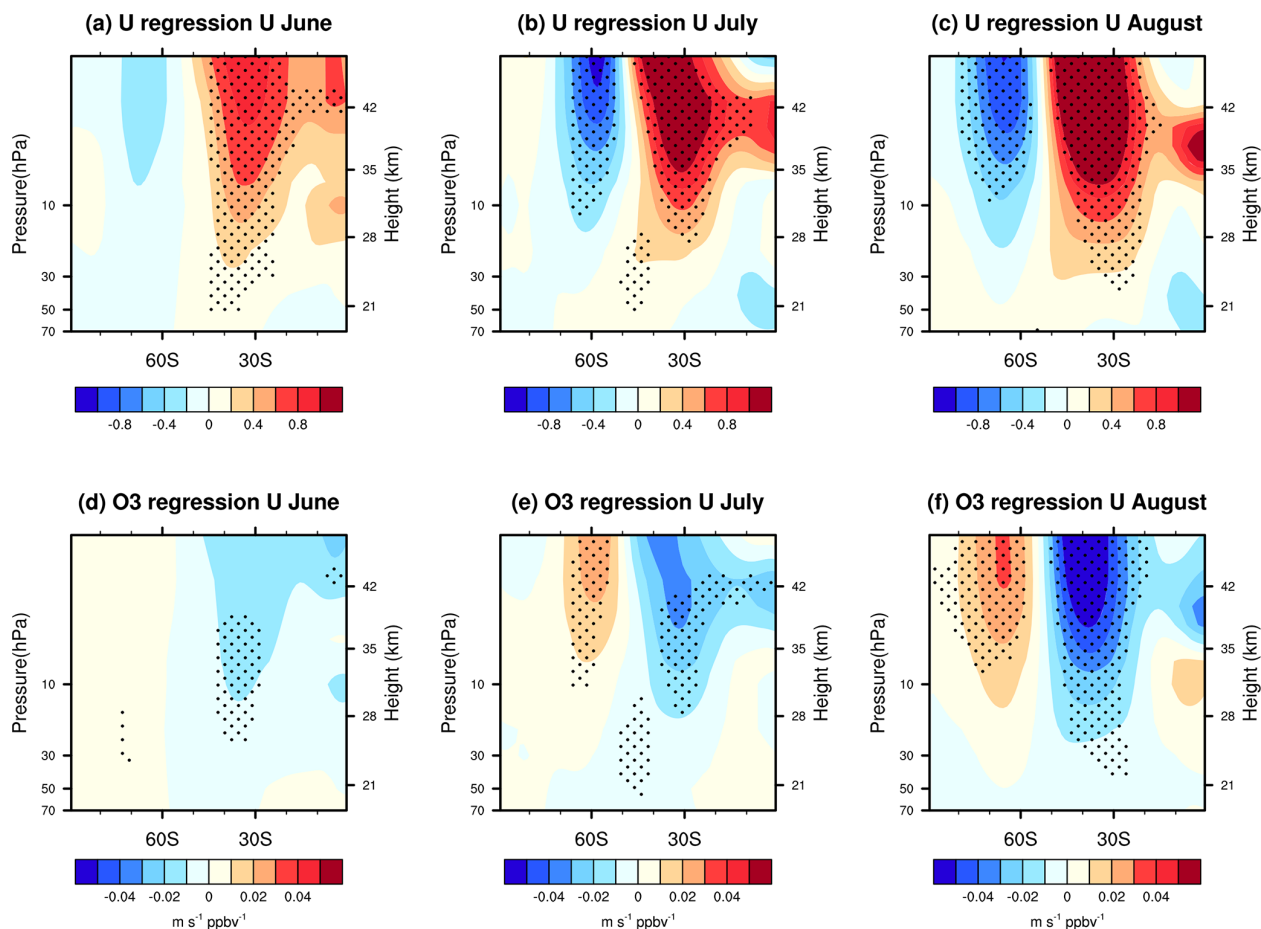 (a) U regression U June
(b) U regression U July
(c) U regression U August
Pressure(hPa)
10
30
50
70
42
35
28
21
Height (km)
60S 30S
-0.8 -0.4 0 0.4 0.8
Pressure(hPa)
10
30
50
70
42
35
28
21
Height (km)
60S 30S
-0.8 -0.4 0 0.4 0.8
Pressure(hPa)
10
30
50
70
42
35
28
21
Height (km)
60S 30S
-0.8 -0.4 0 0.4 0.8
(d) O3 regression U June
(e) O3 regression U July
(f) O3 regression U August
Pressure(hPa)
10
30
50
70
42
35
28
21
Height (km)
60S 30S
-0.04 -0.02 0 0.02 0.04
m s⁻¹ ppbv⁻¹
Pressure(hPa)
10
30
50
70
42
35
28
21
Height (km)
60S 30S
-0.04 -0.02 0 0.02 0.04
m s⁻¹ ppbv⁻¹
Pressure(hPa)
10
30
50
70
42
35
28
21
Height (km)
60S 30S
-0.04 -0.02 0 0.02 0.04
m s⁻¹ ppbv⁻¹